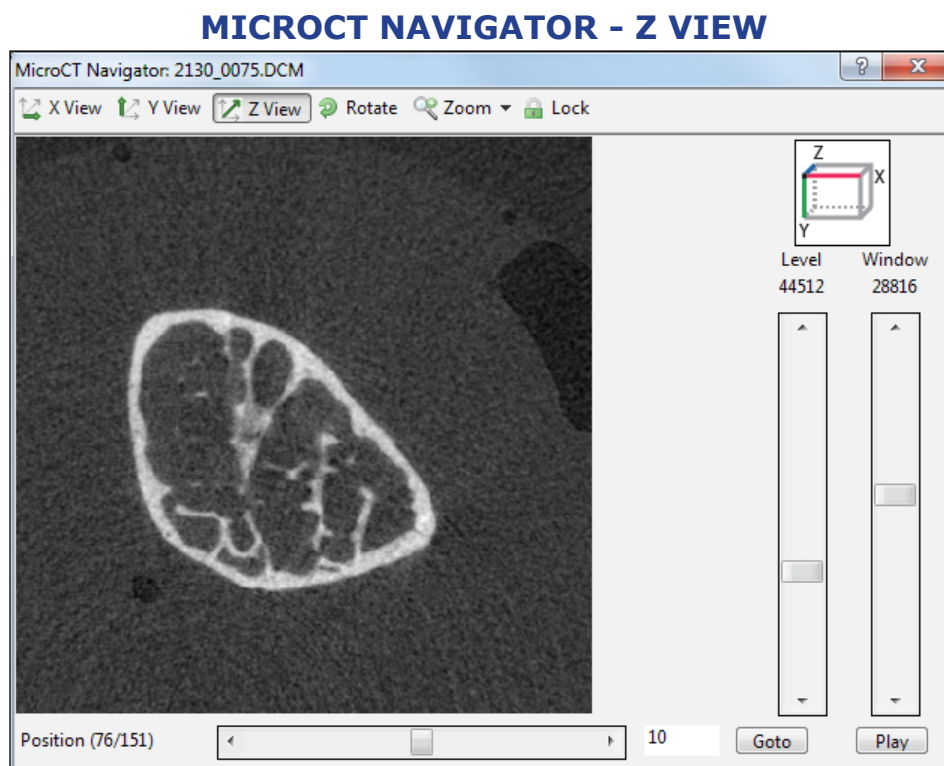 MICROCT NAVIGATOR - Z VIEW
MicroCT Navigator: 2130_0075.DCM
X View Y View Z View Rotate Zoom Lock
Z
X
Y
Level Window
44512 28816
Position (76/151) 10 Goto Play